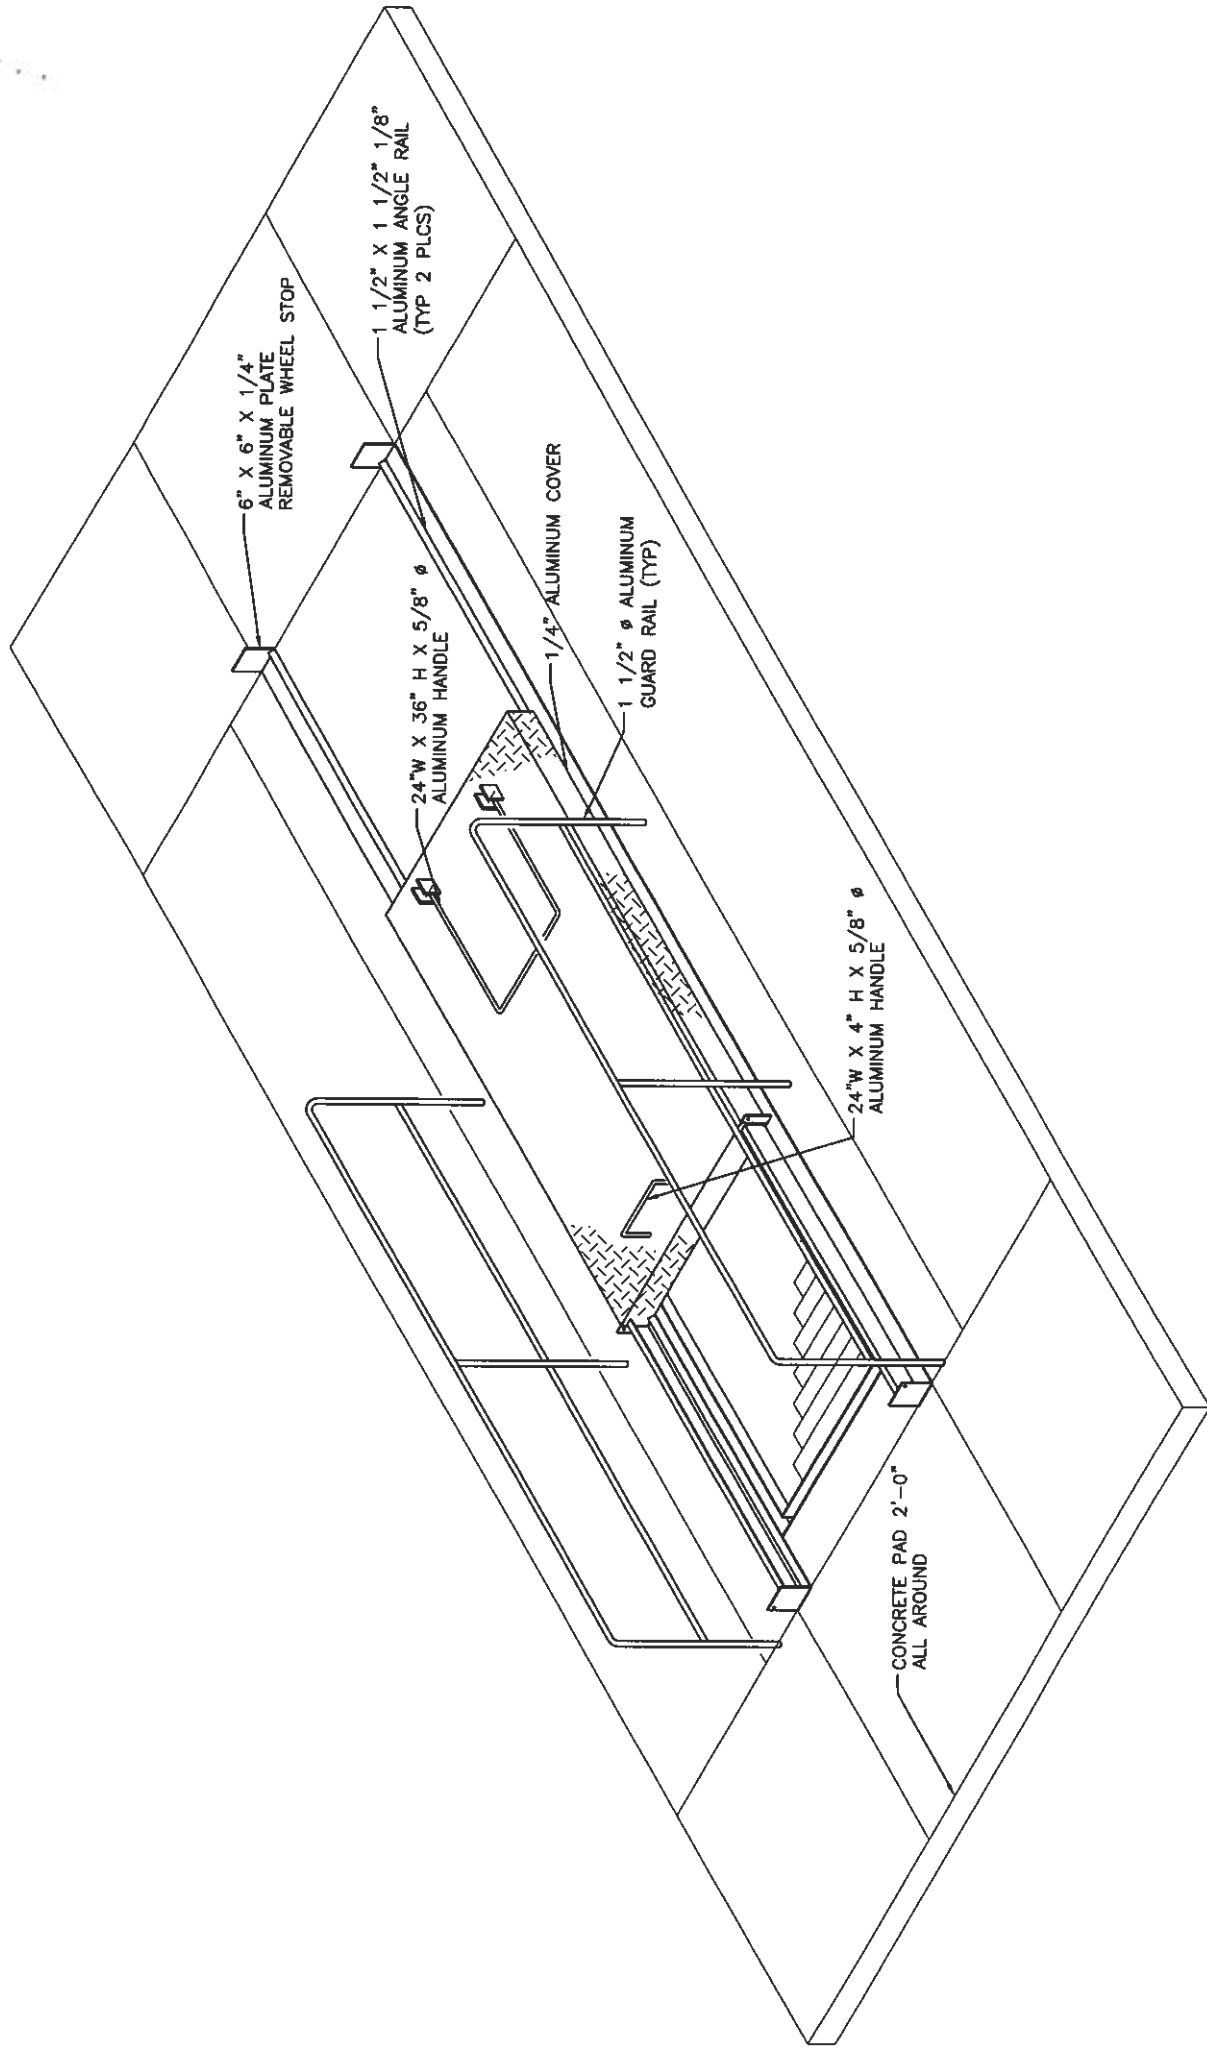 6" X 6" X 1/4"
ALUMINUM PLATE
REMOVABLE WHEEL STOP
1 1/2" X 1 1/2" 1/8"
ALUMINUM ANGLE RAIL
(TYP 2 PLCS)
24"W X 36" H X 5/8" ø
ALUMINUM HANDLE
1/4" ALUMINUM COVER
1 1/2" ø ALUMINUM
GUARD RAIL (TYP)
24"W X 4" H X 5/8" ø
ALUMINUM HANDLE
CONCRETE PAD 2'-0"
ALL AROUND